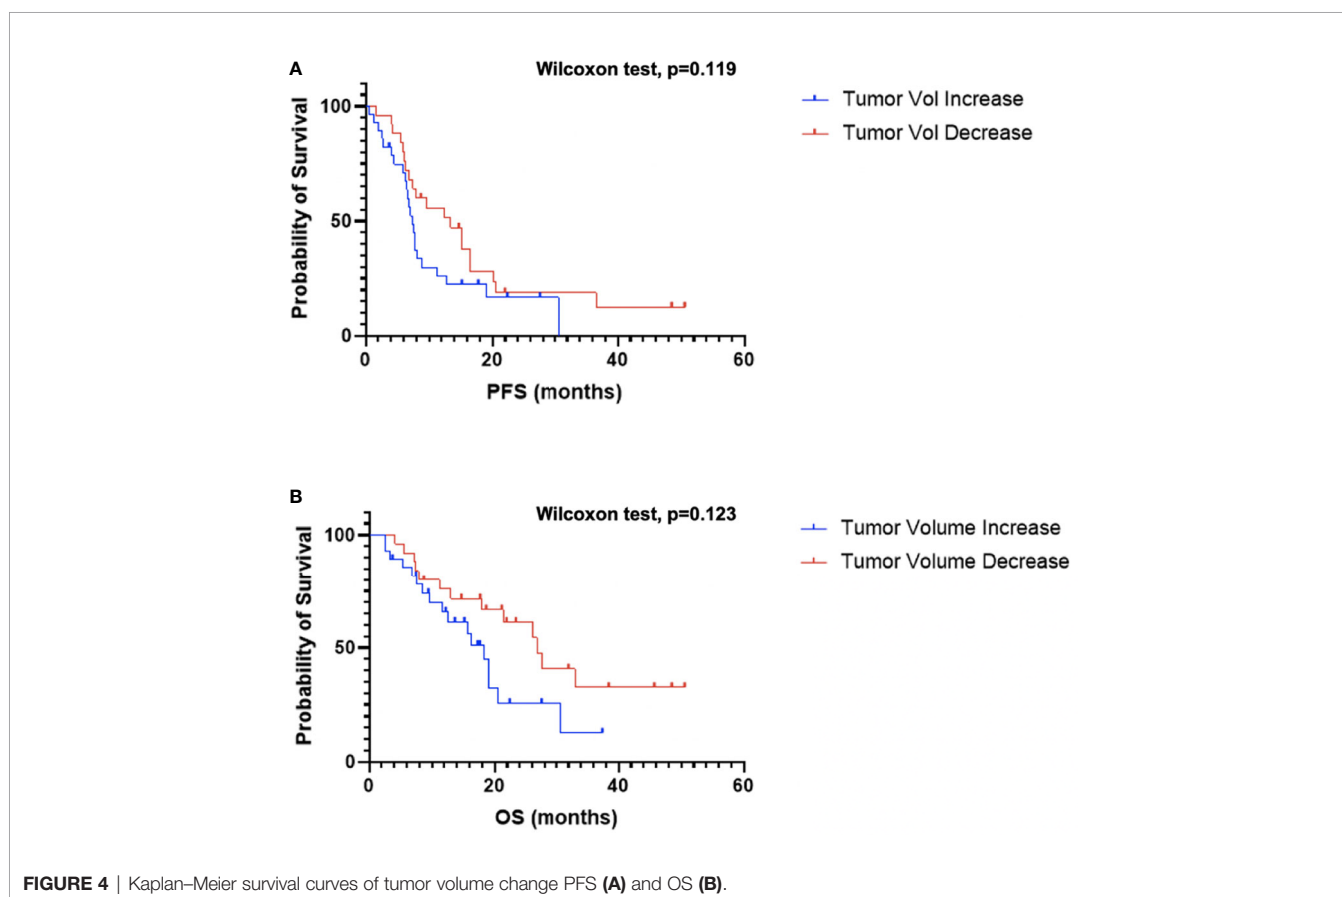 A
Wilcoxon test, p=0.119
Tumor Vol Increase
Tumor Vol Decrease
Probability of Survival
100
50
0
0 20 40 60
PFS (months)
B
Wilcoxon test, p=0.123
Tumor Volume Increase
Tumor Volume Decrease
Probability of Survival
100
50
0
0 20 40 60
OS (months)
FIGURE 4 | Kaplan–Meier survival curves of tumor volume change PFS (A) and OS (B).